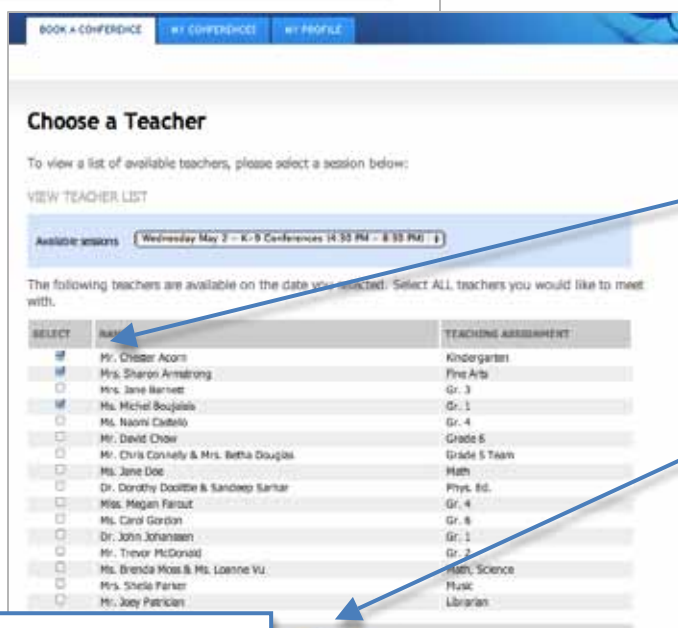 BOOK A CONFERENCE MY CONFERENCES MY PROFILE
Choose a Teacher
To view a list of available teachers, please select a session below:
VIEW TEACHER LIST
Available sessions Wednesday May 2 - K-9 Conferences (4:30 PM - 8:30 PM)
The following teachers are available on the date you selected. Select ALL teachers you would like to meet
with.
SELECT TEACHING ASSIGNMENT
Mr. Chester Acorn Kindergarten
Mrs. Sharon Armstrong Fine Arts
Mrs. Jane Barnett Gr. 3
Ms. Michel Gr. 1
Ms. Naomi Gr. 4
Mr. David Chow Grade 6
Mr. Chris Connely & Mrs. Betha Douglas Grade 5 Team
Ms. Jane Doe Math
Dr. Dorothy Doolittle & Sandeep Sarkar Phys. Ed.
Miss. Megan Farout Gr. 4
Ms. Carol Gordon Gr. 6
Dr. John Johanssen Gr. 1
Mr. Trevor McDonald Gr. 2
Ms. Brenda Moss & Ms. Loanne Vu Math, Science
Mrs. Sheila Parker Music
Mr. Joey Patrician Librarian